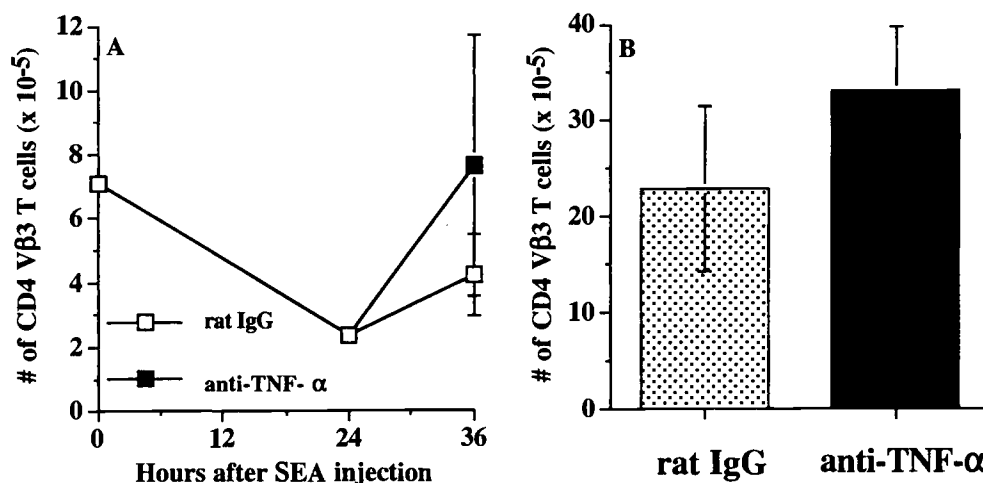 A
# of CD4 Vβ3 T cells (x 10-5)
12
10
8
6
4
2
0
rat IgG
anti-TNF- α
0
12
24
36
Hours after SEA injection
B
# of CD4 Vβ3 T cells (x 10-5)
40
30
20
10
0
rat IgG
anti-TNF-α